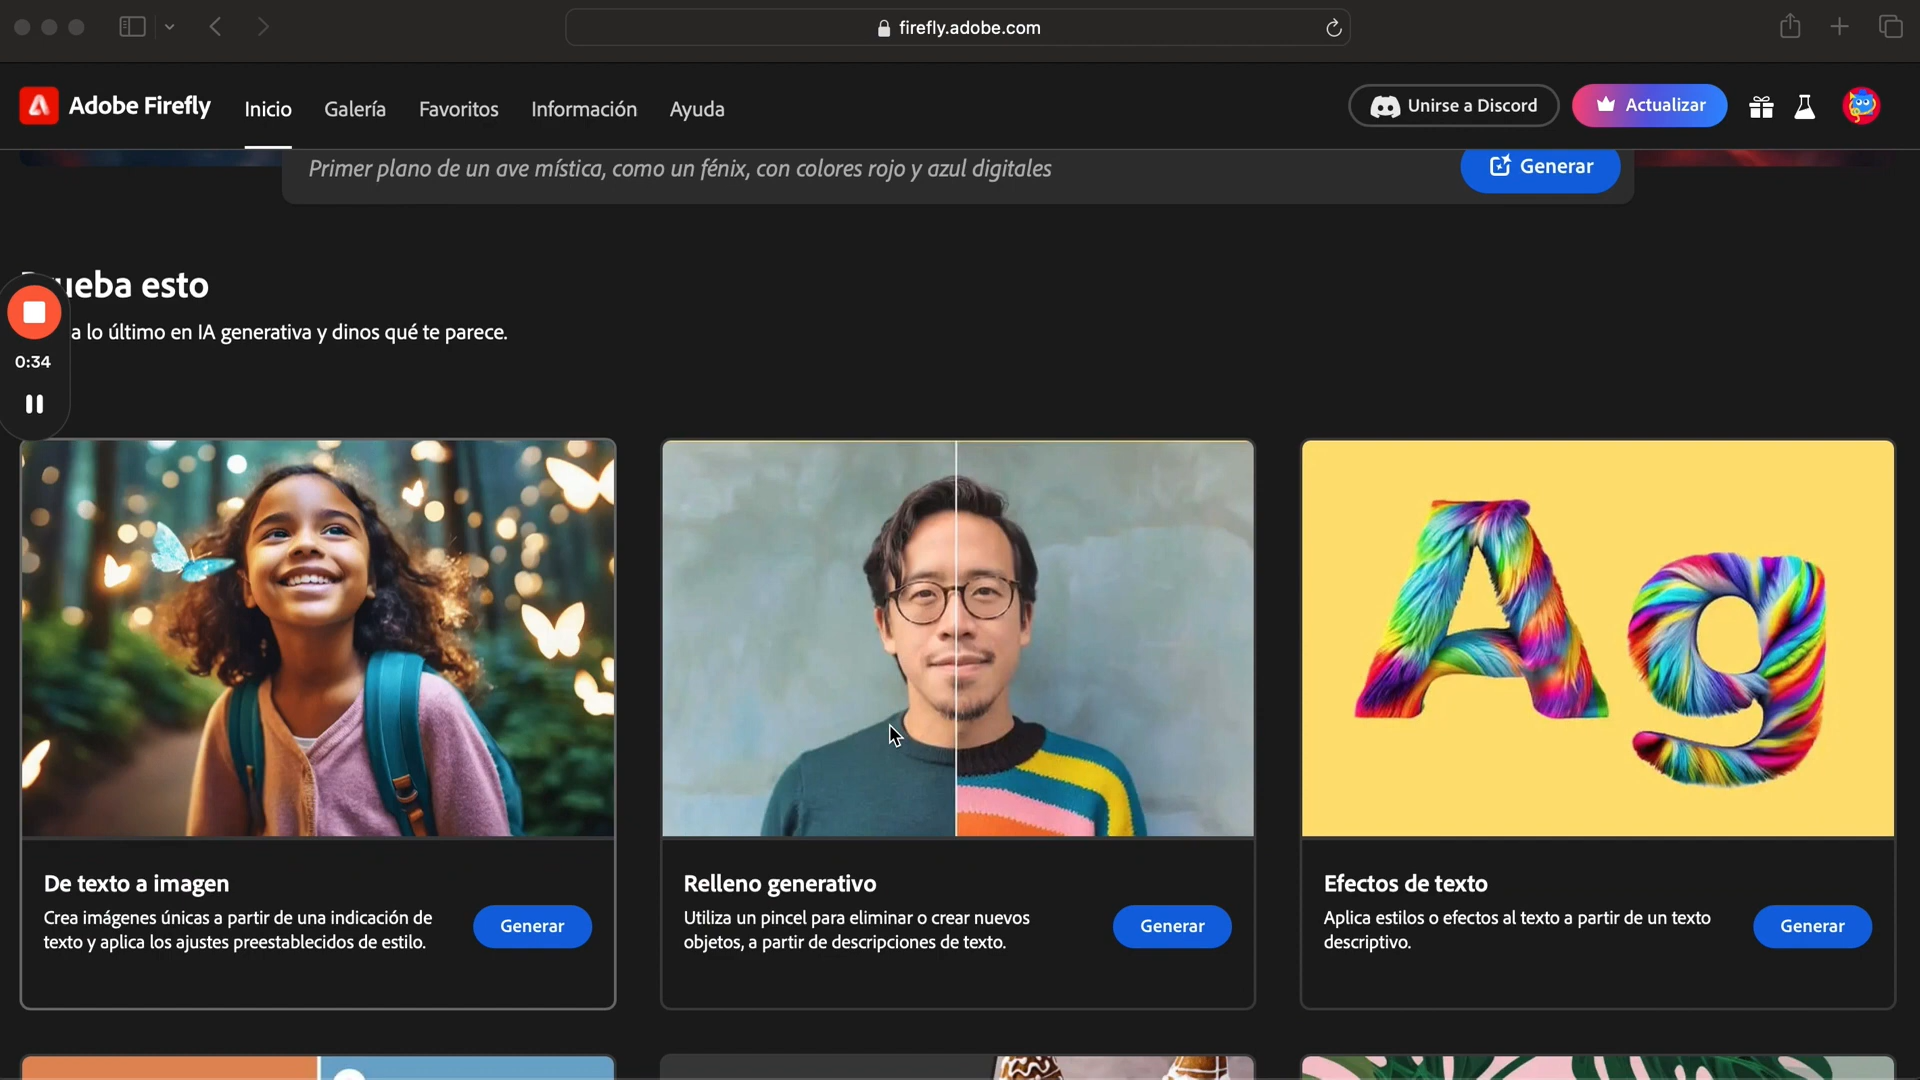 firefly.adobe.com
Adobe Firefly
Inicio
Galería
Favoritos
Información
Ayuda
Unirse a Discord
Actualizar
Primer plano de un ave mística, como un fénix, con colores rojo y azul digitales
Generar
ueba esto
a lo último en IA generativa y dinos qué te parece.
0:34
Ag
De texto a imagen
Crea imágenes únicas a partir de una indicación de
texto y aplica los ajustes preestablecidos de estilo.
Generar
Relleno generativo
Utiliza un pincel para eliminar o crear nuevos
objetos, a partir de descripciones de texto.
Generar
Efectos de texto
Aplica estilos o efectos al texto a partir de un texto
descriptivo.
Generar